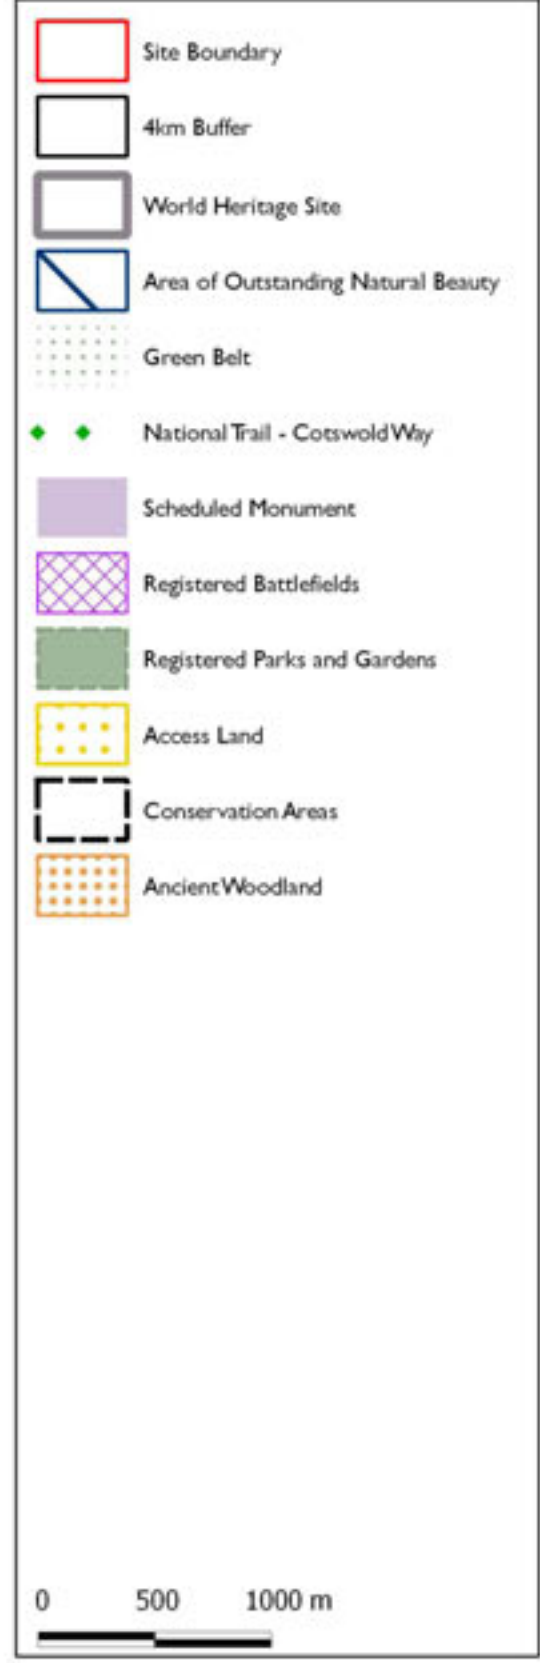 Site Boundary
4km Buffer
World Heritage Site
Area of Outstanding Natural Beauty
Green Belt
National Trail - Cotswold Way
Scheduled Monument
Registered Battlefields
Registered Parks and Gardens
Access Land
Conservation Areas
Ancient Woodland
0 500 1000 m